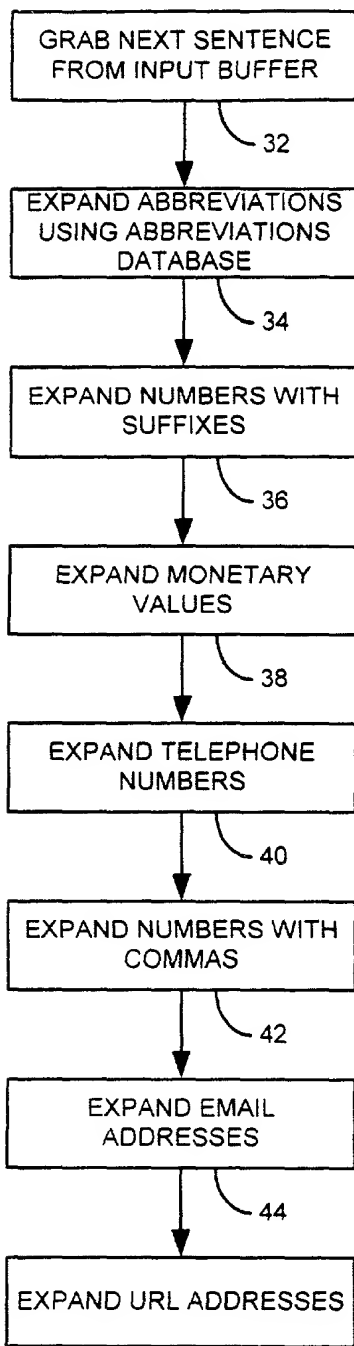 GRAB NEXT SENTENCE
FROM INPUT BUFFER
32
EXPAND ABBREVIATIONS
USING ABBREVIATIONS
DATABASE
34
EXPAND NUMBERS WITH
SUFFIXES
36
EXPAND MONETARY
VALUES
38
EXPAND TELEPHONE
NUMBERS
40
EXPAND NUMBERS WITH
COMMAS
42
EXPAND EMAIL
ADDRESSES
44
EXPAND URL ADDRESSES